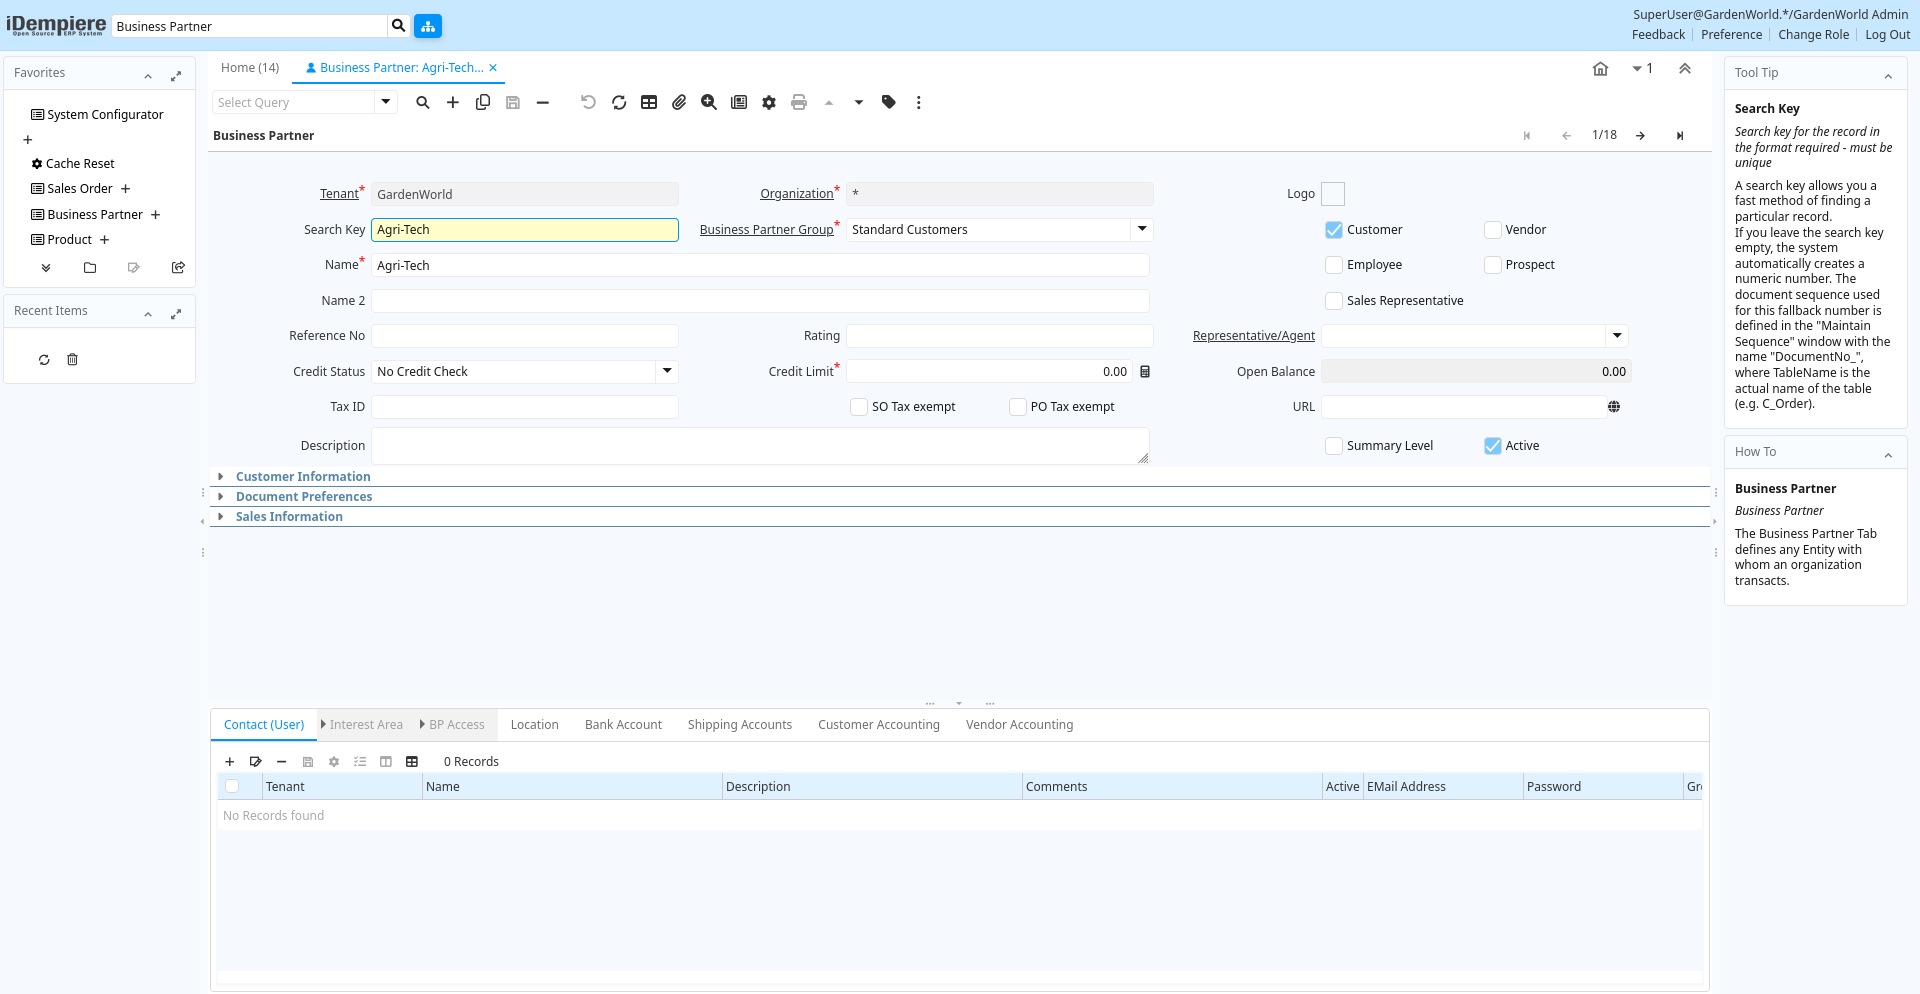 iDempiere
Open Source ERP System
Business Partner
SuperUser@GardenWorld.*/GardenWorld Admin
Feedback Preference Change Role Log Out
Favorites
System Configurator
Cache Reset
Sales Order
Business Partner
Product
Recent Items
Home (14)
Business Partner: Agri-Tech...
1
Select Query
Business Partner
1/18
Tenant* GardenWorld
Organization* *
Logo
Search Key Agri-Tech
Business Partner Group* Standard Customers
Customer
Vendor
Name* Agri-Tech
Employee
Prospect
Name 2
Sales Representative
Reference No
Rating
Representative/Agent
Credit Status No Credit Check
Credit Limit* 0.00
Open Balance 0.00
Tax ID
SO Tax exempt
PO Tax exempt
URL
Description
Summary Level
Active
Customer Information
Document Preferences
Sales Information
Contact (User) Interest Area BP Access Location Bank Account Shipping Accounts Customer Accounting Vendor Accounting
0 Records
Tenant Name Description Comments Active EMail Address Password Gr
No Records found
Tool Tip
Search Key
Search key for the record in
the format required - must be
unique
A search key allows you a
fast method of finding a
particular record.
If you leave the search key
empty, the system
automatically creates a
numeric number. The
document sequence used
for this fallback number is
defined in the "Maintain
Sequence" window with the
name "DocumentNo_",
where TableName is the
actual name of the table
(e.g. C_Order).
How To
Business Partner
Business Partner
The Business Partner Tab
defines any Entity with
whom an organization
transacts.